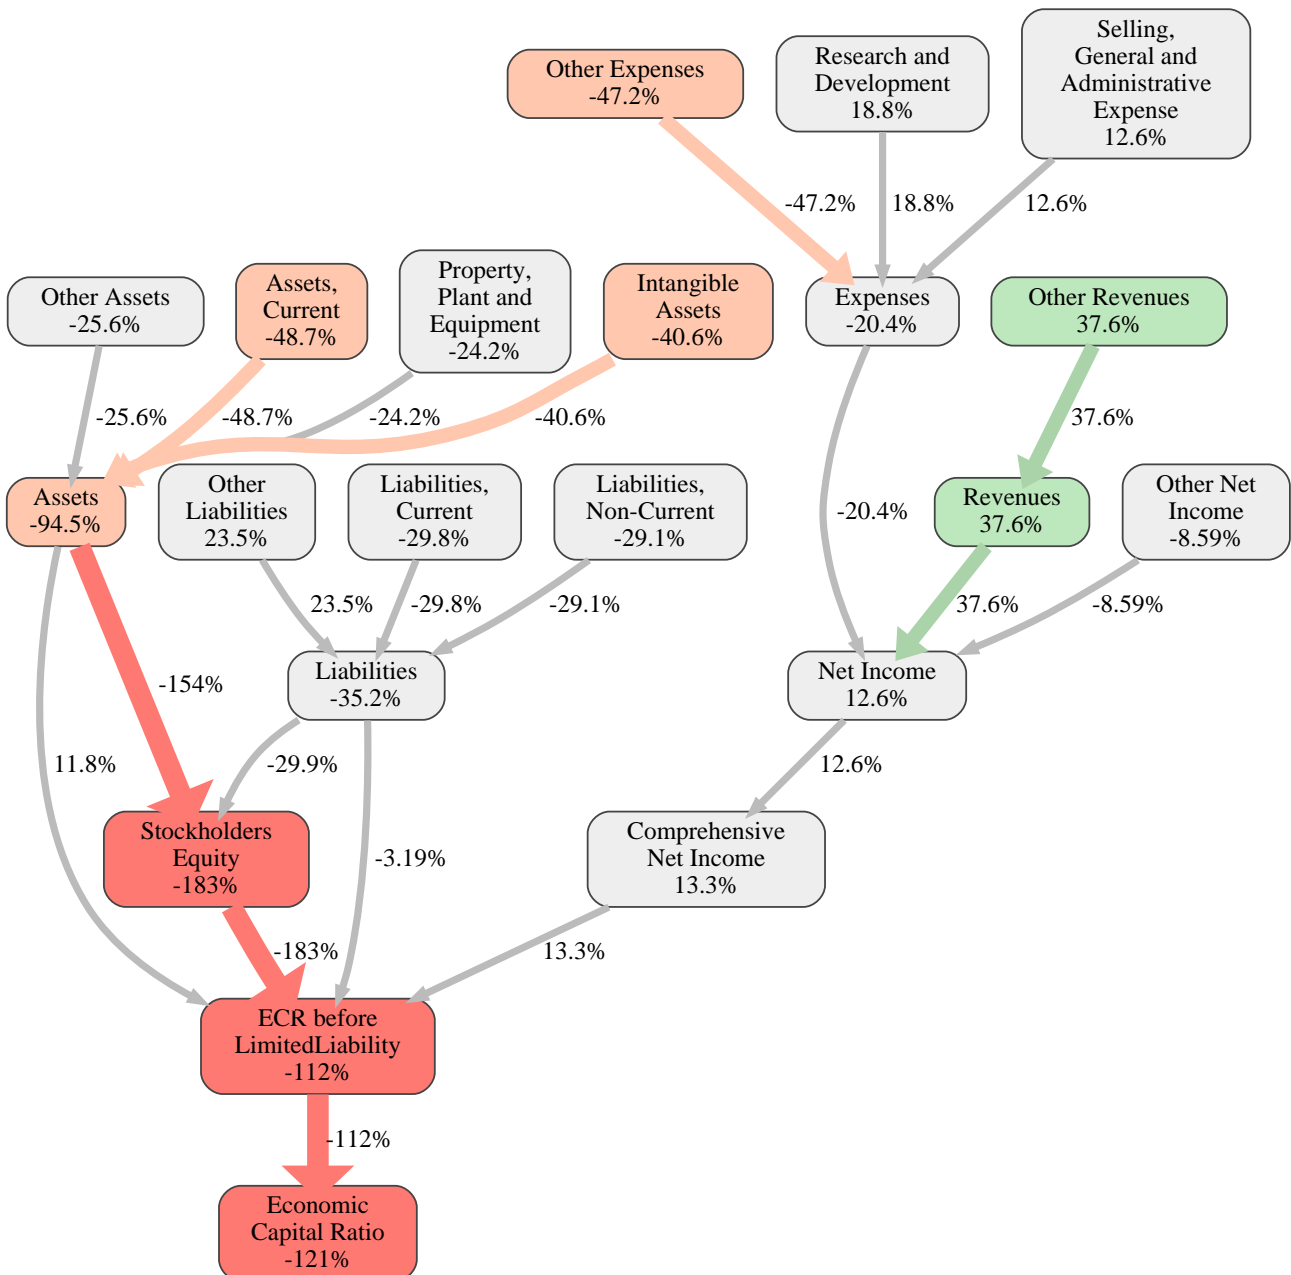 Selling,
General and
Administrative
Expense
12.6%
Research and
Development
18.8%
Other Expenses
-47.2%
-47.2%
18.8%
12.6%
Other Assets
-25.6%
Assets,
Current
-48.7%
Property,
Plant and
Equipment
-24.2%
Intangible
Assets
-40.6%
Expenses
-20.4%
Other Revenues
37.6%
-25.6%
-48.7%
-24.2%
-40.6%
37.6%
Assets
-94.5%
Other
Liabilities
23.5%
Liabilities,
Current
-29.8%
Liabilities,
Non-Current
-29.1%
-20.4%
Revenues
37.6%
Other Net
Income
-8.59%
23.5%
-29.8%
-29.1%
37.6%
-8.59%
-154%
Liabilities
-35.2%
Net Income
12.6%
11.8%
-29.9%
12.6%
Stockholders
Equity
-183%
-3.19%
Comprehensive
Net Income
13.3%
-183%
13.3%
ECR before
LimitedLiability
-112%
-112%
Economic
Capital Ratio
-121%